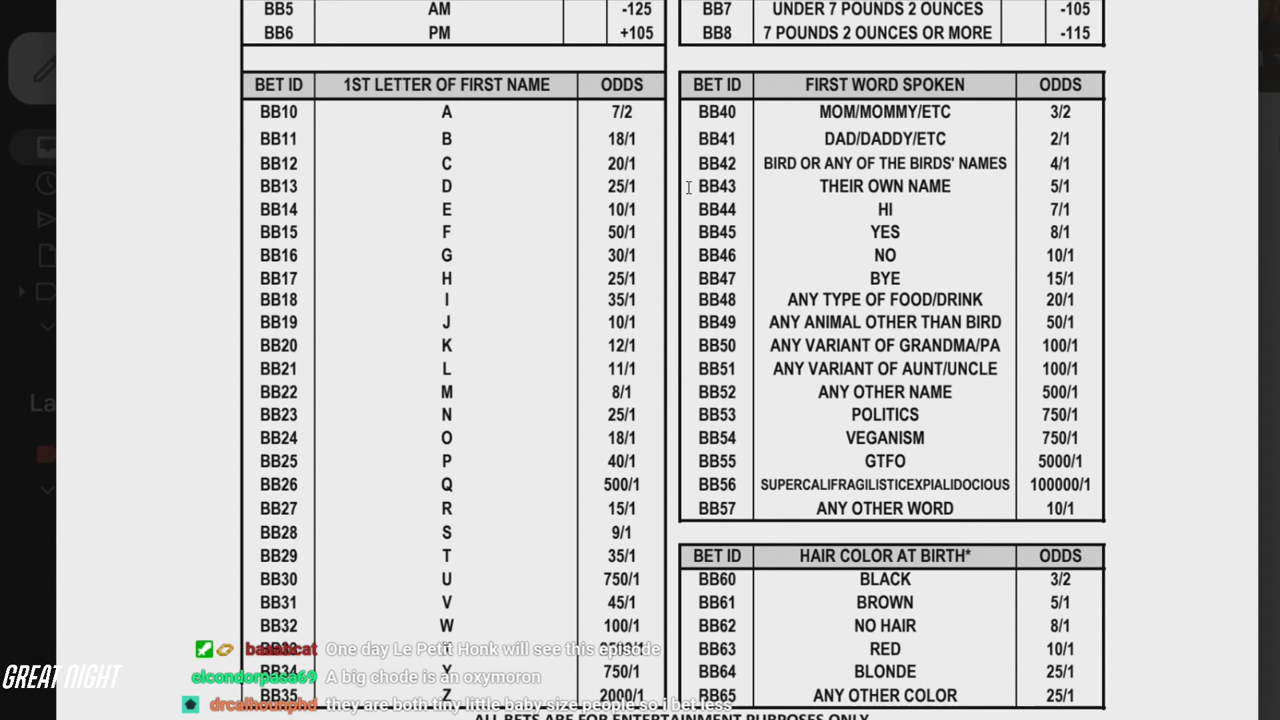 BB5 AM -125
BB6 PM +105
BB7 UNDER 7 POUNDS 2 OUNCES -105
BB8 7 POUNDS 2 OUNCES OR MORE -115
BET ID 1ST LETTER OF FIRST NAME ODDS
BB10 A 7/2
BB11 B 18/1
BB12 C 20/1
BB13 D 25/1
BB14 E 10/1
BB15 F 50/1
BB16 G 30/1
BB17 H 25/1
BB18 I 35/1
BB19 J 10/1
BB20 K 12/1
BB21 L 11/1
BB22 M 8/1
BB23 N 25/1
BB24 O 18/1
BB25 P 40/1
BB26 Q 500/1
BB27 R 15/1
BB28 S 9/1
BB29 T 35/1
BB30 U 750/1
BB31 V 45/1
BB32 W 100/1
BB34 Y 750/1
BB35 Z 2000/1
BET ID FIRST WORD SPOKEN ODDS
BB40 MOM/MOMMY/ETC 3/2
BB41 DAD/DADDY/ETC 2/1
BB42 BIRD OR ANY OF THE BIRDS' NAMES 4/1
BB43 THEIR OWN NAME 5/1
BB44 HI 7/1
BB45 YES 8/1
BB46 NO 10/1
BB47 BYE 15/1
BB48 ANY TYPE OF FOOD/DRINK 20/1
BB49 ANY ANIMAL OTHER THAN BIRD 50/1
BB50 ANY VARIANT OF GRANDMA/PA 100/1
BB51 ANY VARIANT OF AUNT/UNCLE 100/1
BB52 ANY OTHER NAME 500/1
BB53 POLITICS 750/1
BB54 VEGANISM 750/1
BB55 GTFO 5000/1
BB56 SUPERCALIFRAGILISTICEXPIALIDOCIOUS 100000/1
BB57 ANY OTHER WORD 10/1
BET ID HAIR COLOR AT BIRTH* ODDS
BB60 BLACK 3/2
BB61 BROWN 5/1
BB62 NO HAIR 8/1
BB63 RED 10/1
BB64 BLONDE 25/1
BB65 ANY OTHER COLOR 25/1
ALL BETS ARE FOR ENTERTAINMENT PURPOSES ONLY
La
GREAT NIGHT
One day Le Petit Honk will see this episode
elcondorpasa69 A big chode is an oxymoron
drcalhounphd they are both tiny little baby size people so i bet less